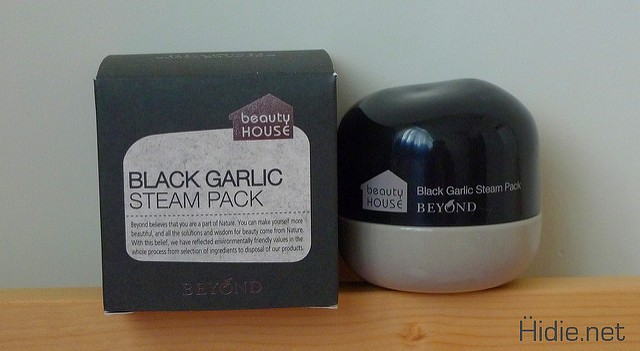 beauty
HOUSE
BLACK GARLIC
STEAM PACK
Beyond believes that you are a part of Nature. You can make yourself more
beautiful, and all the solutions and wisdom for beauty come from Nature.
With this belief, we have reflected environmentally friendly values in the
whole process from selection of ingredients to disposal of our products.
BEYOND
beauty
HOUSE
Black Garlic Steam Pack
BEYOND
Hidie.net